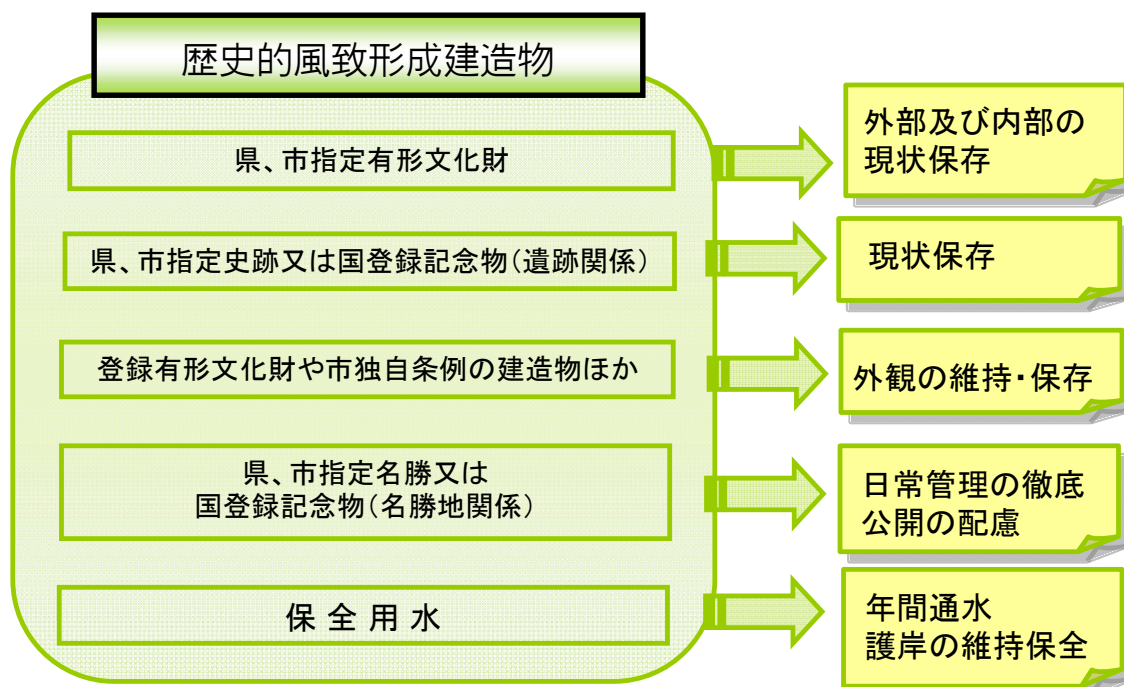 歴史的風致形成建造物
県、市指定有形文化財
外部及び内部の
現状保存
県、市指定史跡又は国登録記念物(遺跡関係)
現状保存
登録有形文化財や市独自条例の建造物ほか
外観の維持・保存
県、市指定名勝又は
国登録記念物(名勝地関係)
日常管理の徹底
公開の配慮
保全用水
年間通水
護岸の維持保全